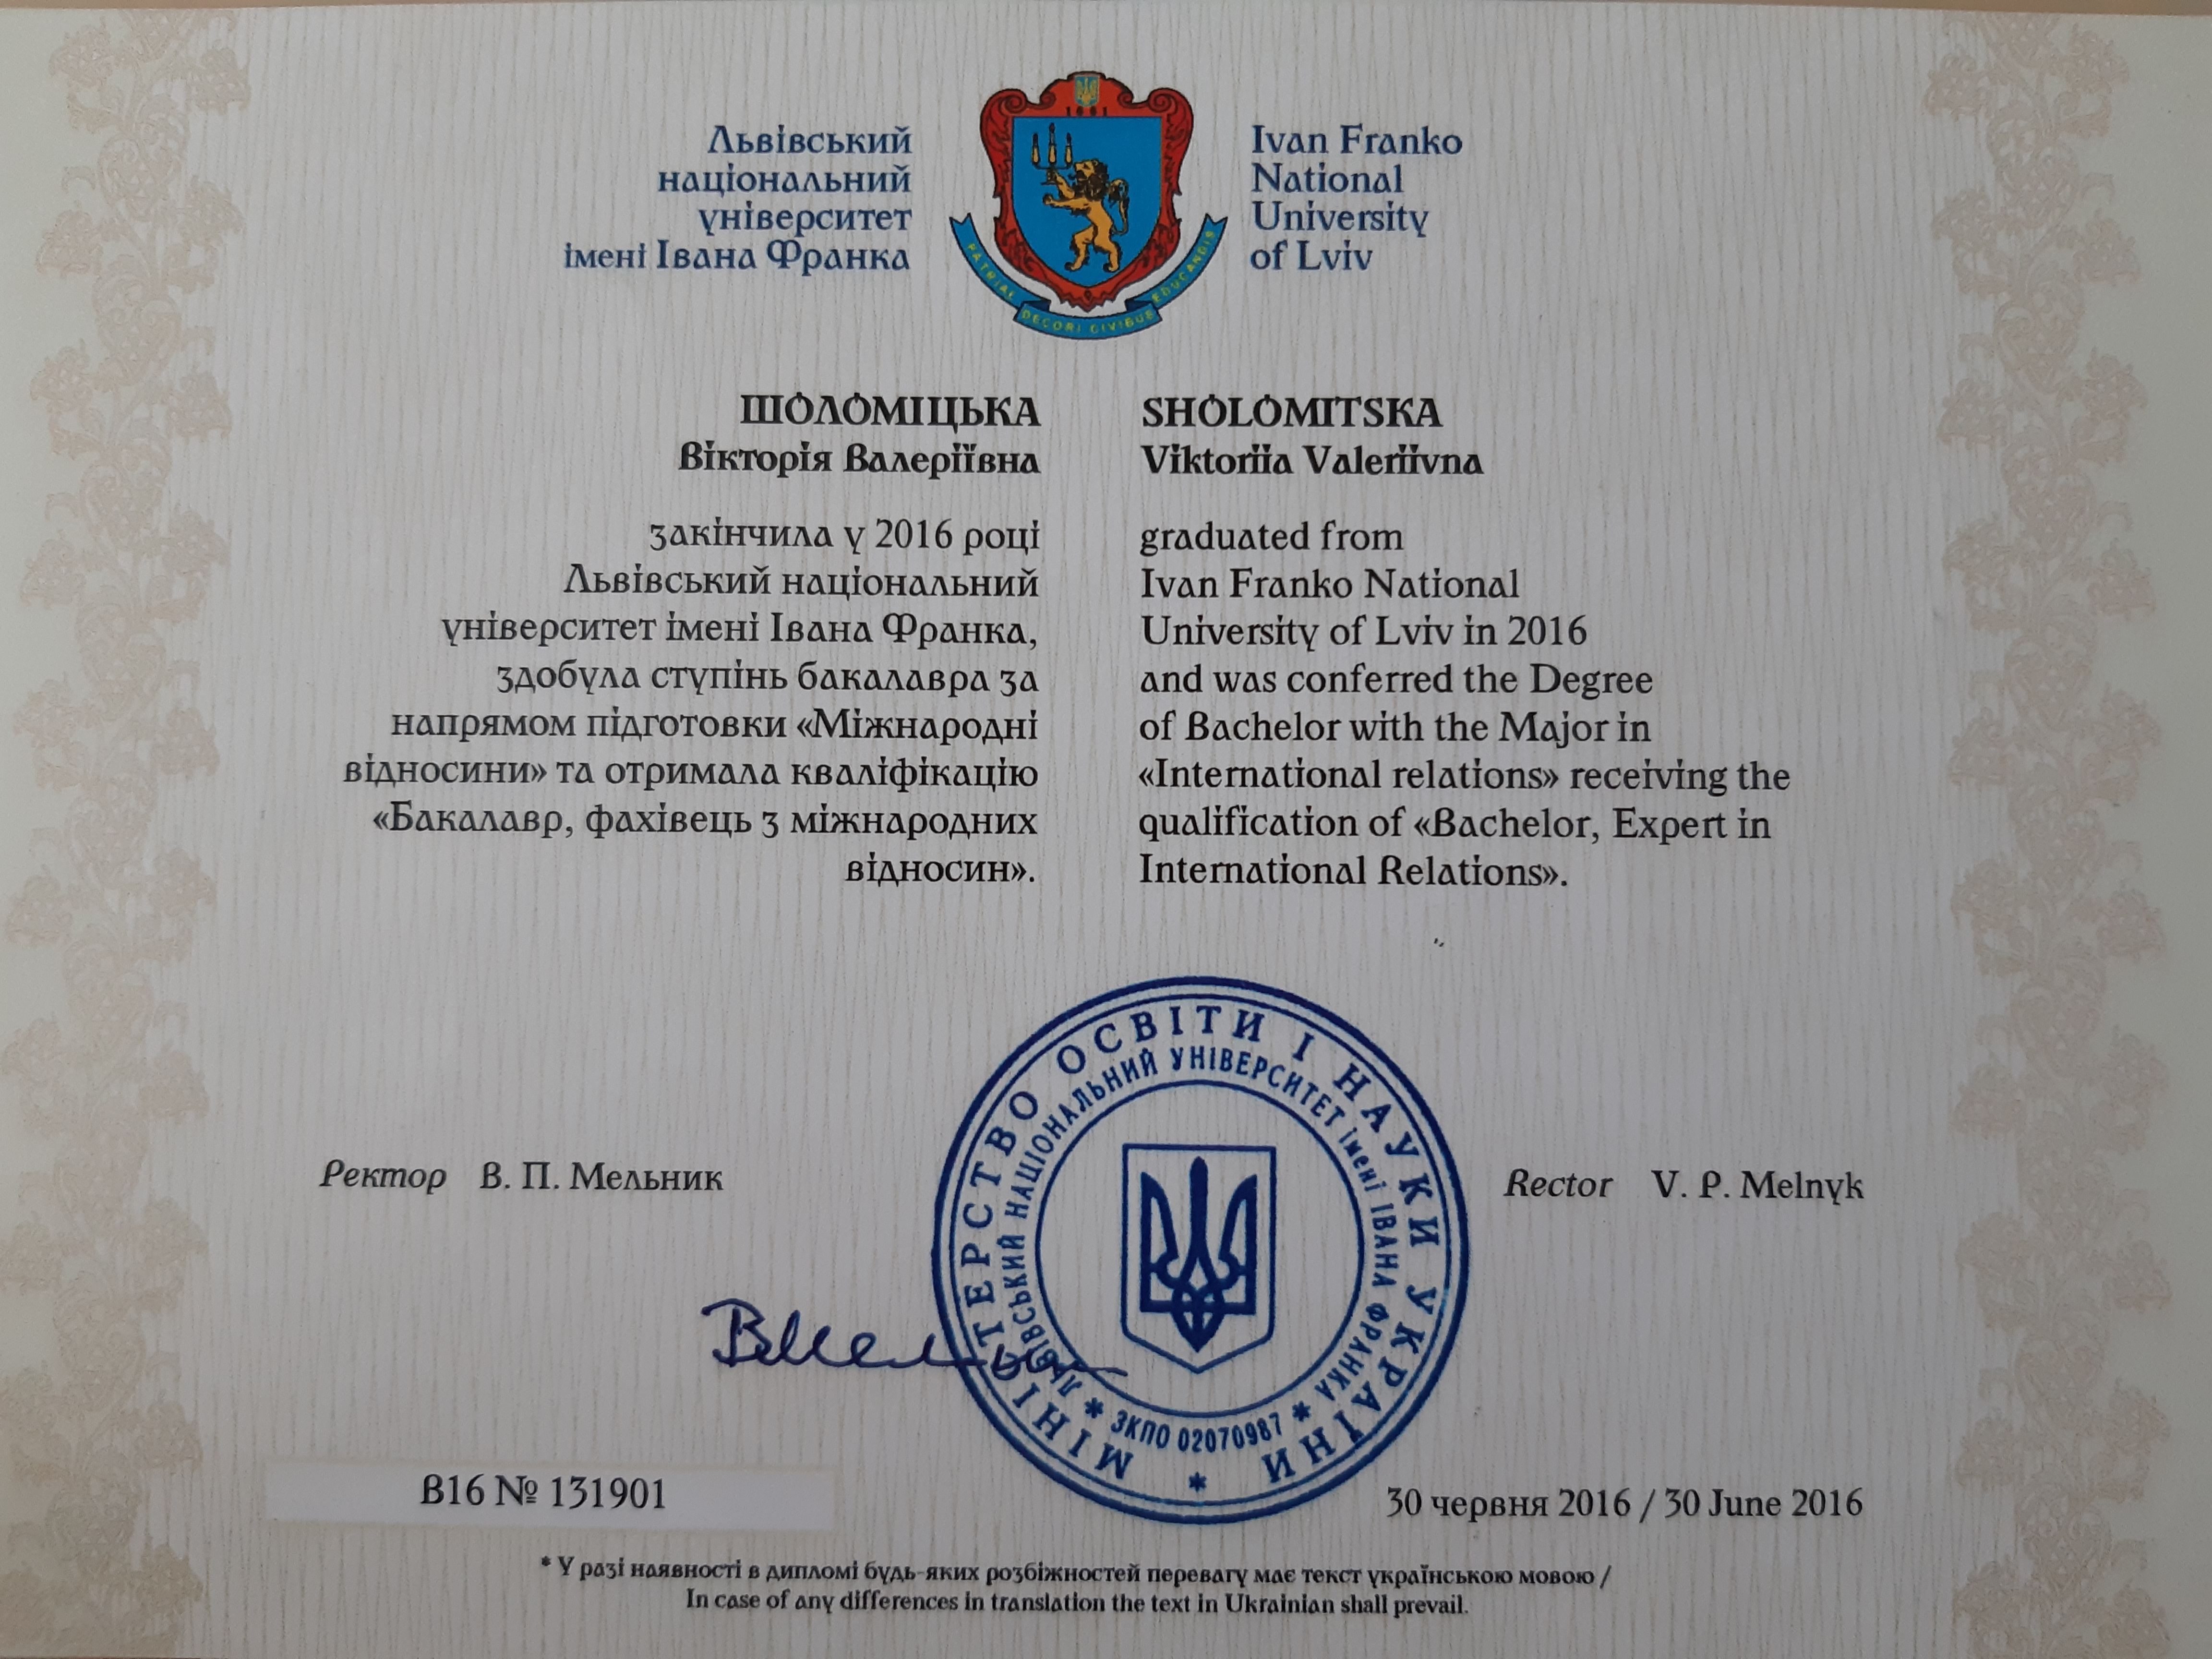 Львівський
національний
університет
імені Івана Франка
1661
PATRIAE DECORI CIVIBUS EDUCANDIS
Ivan Franko
National
University
of Lviv
ШОЛОМІЦЬКА
Вікторія Валеріївна
закінчила у 2016 році
Львівський національний
університет імені Івана Франка,
здобула ступінь бакалавра за
напрямом підготовки «Міжнародні
відносини» та отримала кваліфікацію
«Бакалавр, фахівець з міжнародних
відносин».
SHOLOMITSKA
Viktoriia Valeriivna
graduated from
Ivan Franko National
University of Lviv in 2016
and was conferred the Degree
of Bachelor with the Major in
«International relations» receiving the
qualification of «Bachelor, Expert in
International Relations».
Ректор В. П. Мельник
Rector V. P. Melnyk
МІНІСТЕРСТВО ОСВІТИ І НАУКИ УКРАЇНИ *
ЛЬВІВСЬКИЙ НАЦІОНАЛЬНИЙ УНІВЕРСИТЕТ імені ІВАНА ФРАНКА
* ЗКПО 02070987 *
В16 № 131901
30 червня 2016 / 30 June 2016
* У разі наявності в дипломі будь-яких розбіжностей перевагу має текст українською мовою /
In case of any differences in translation the text in Ukrainian shall prevail.